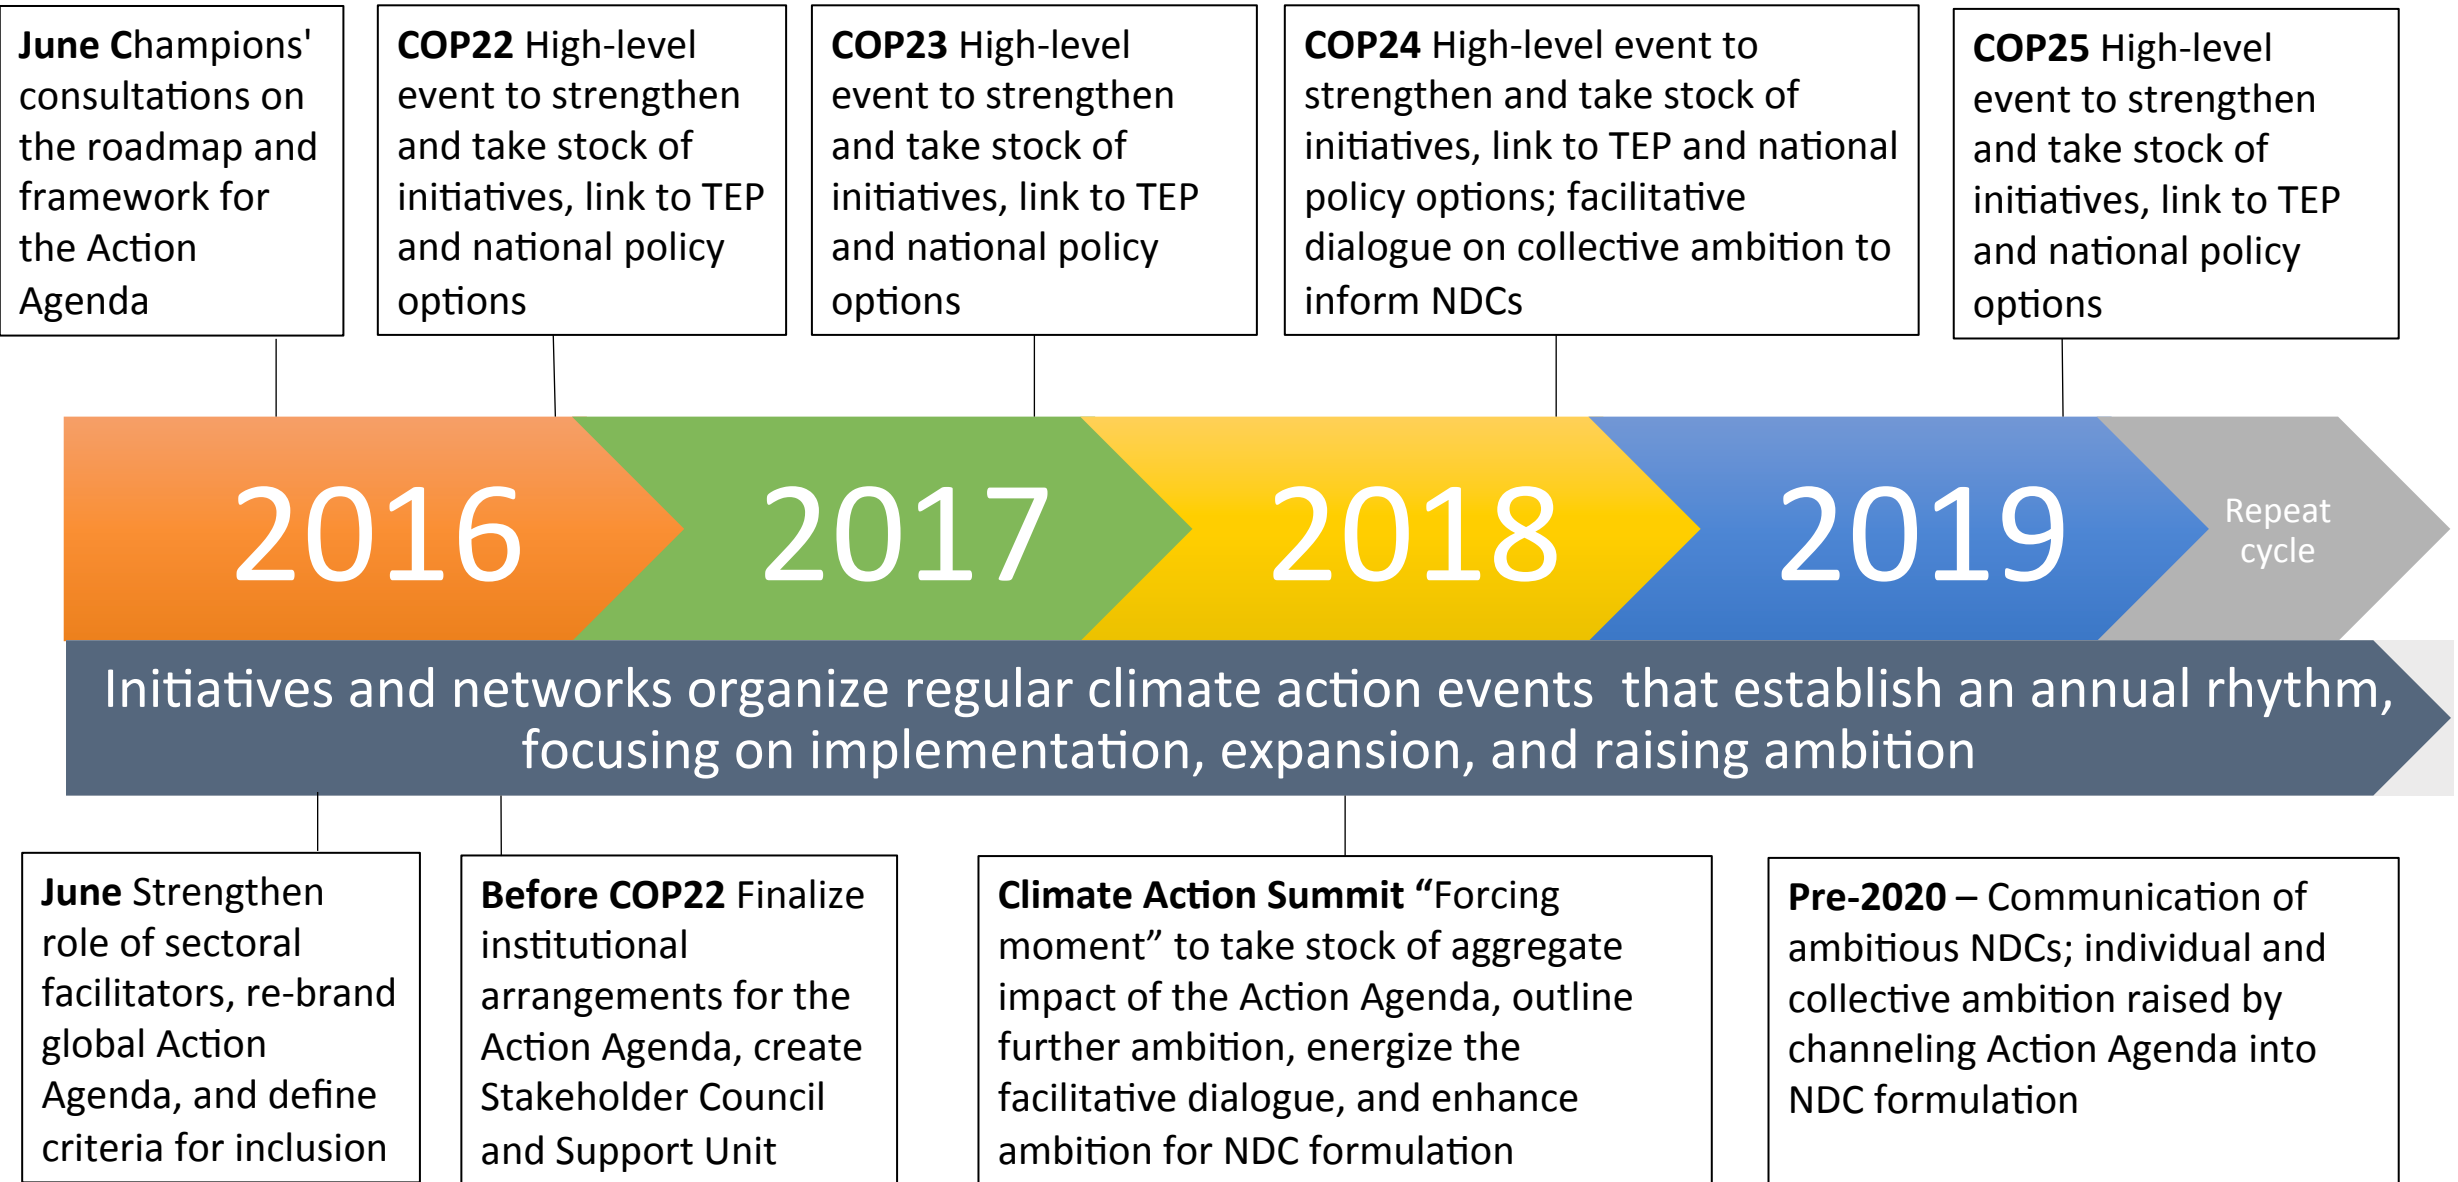 June Champions'
consultations on
the roadmap and
framework for
the Action
Agenda
COP22 High-level
event to strengthen
and take stock of
initiatives, link to TEP
and national policy
options
COP23 High-level
event to strengthen
and take stock of
initiatives, link to TEP
and national policy
options
COP24 High-level event to
strengthen and take stock of
initiatives, link to TEP and national
policy options; facilitative
dialogue on collective ambition to
inform NDCs
COP25 High-level
event to strengthen
and take stock of
initiatives, link to TEP
and national policy
options
2016
2017
2018
2019
Repeat
cycle
Initiatives and networks organize regular climate action events  that establish an annual rhythm,
focusing on implementation, expansion, and raising ambition
June Strengthen
role of sectoral
facilitators, re-brand
global Action
Agenda, and define
criteria for inclusion
Before COP22 Finalize
institutional
arrangements for the
Action Agenda, create
Stakeholder Council
and Support Unit
Climate Action Summit “Forcing
moment” to take stock of aggregate
impact of the Action Agenda, outline
further ambition, energize the
facilitative dialogue, and enhance
ambition for NDC formulation
Pre-2020 – Communication of
ambitious NDCs; individual and
collective ambition raised by
channeling Action Agenda into
NDC formulation